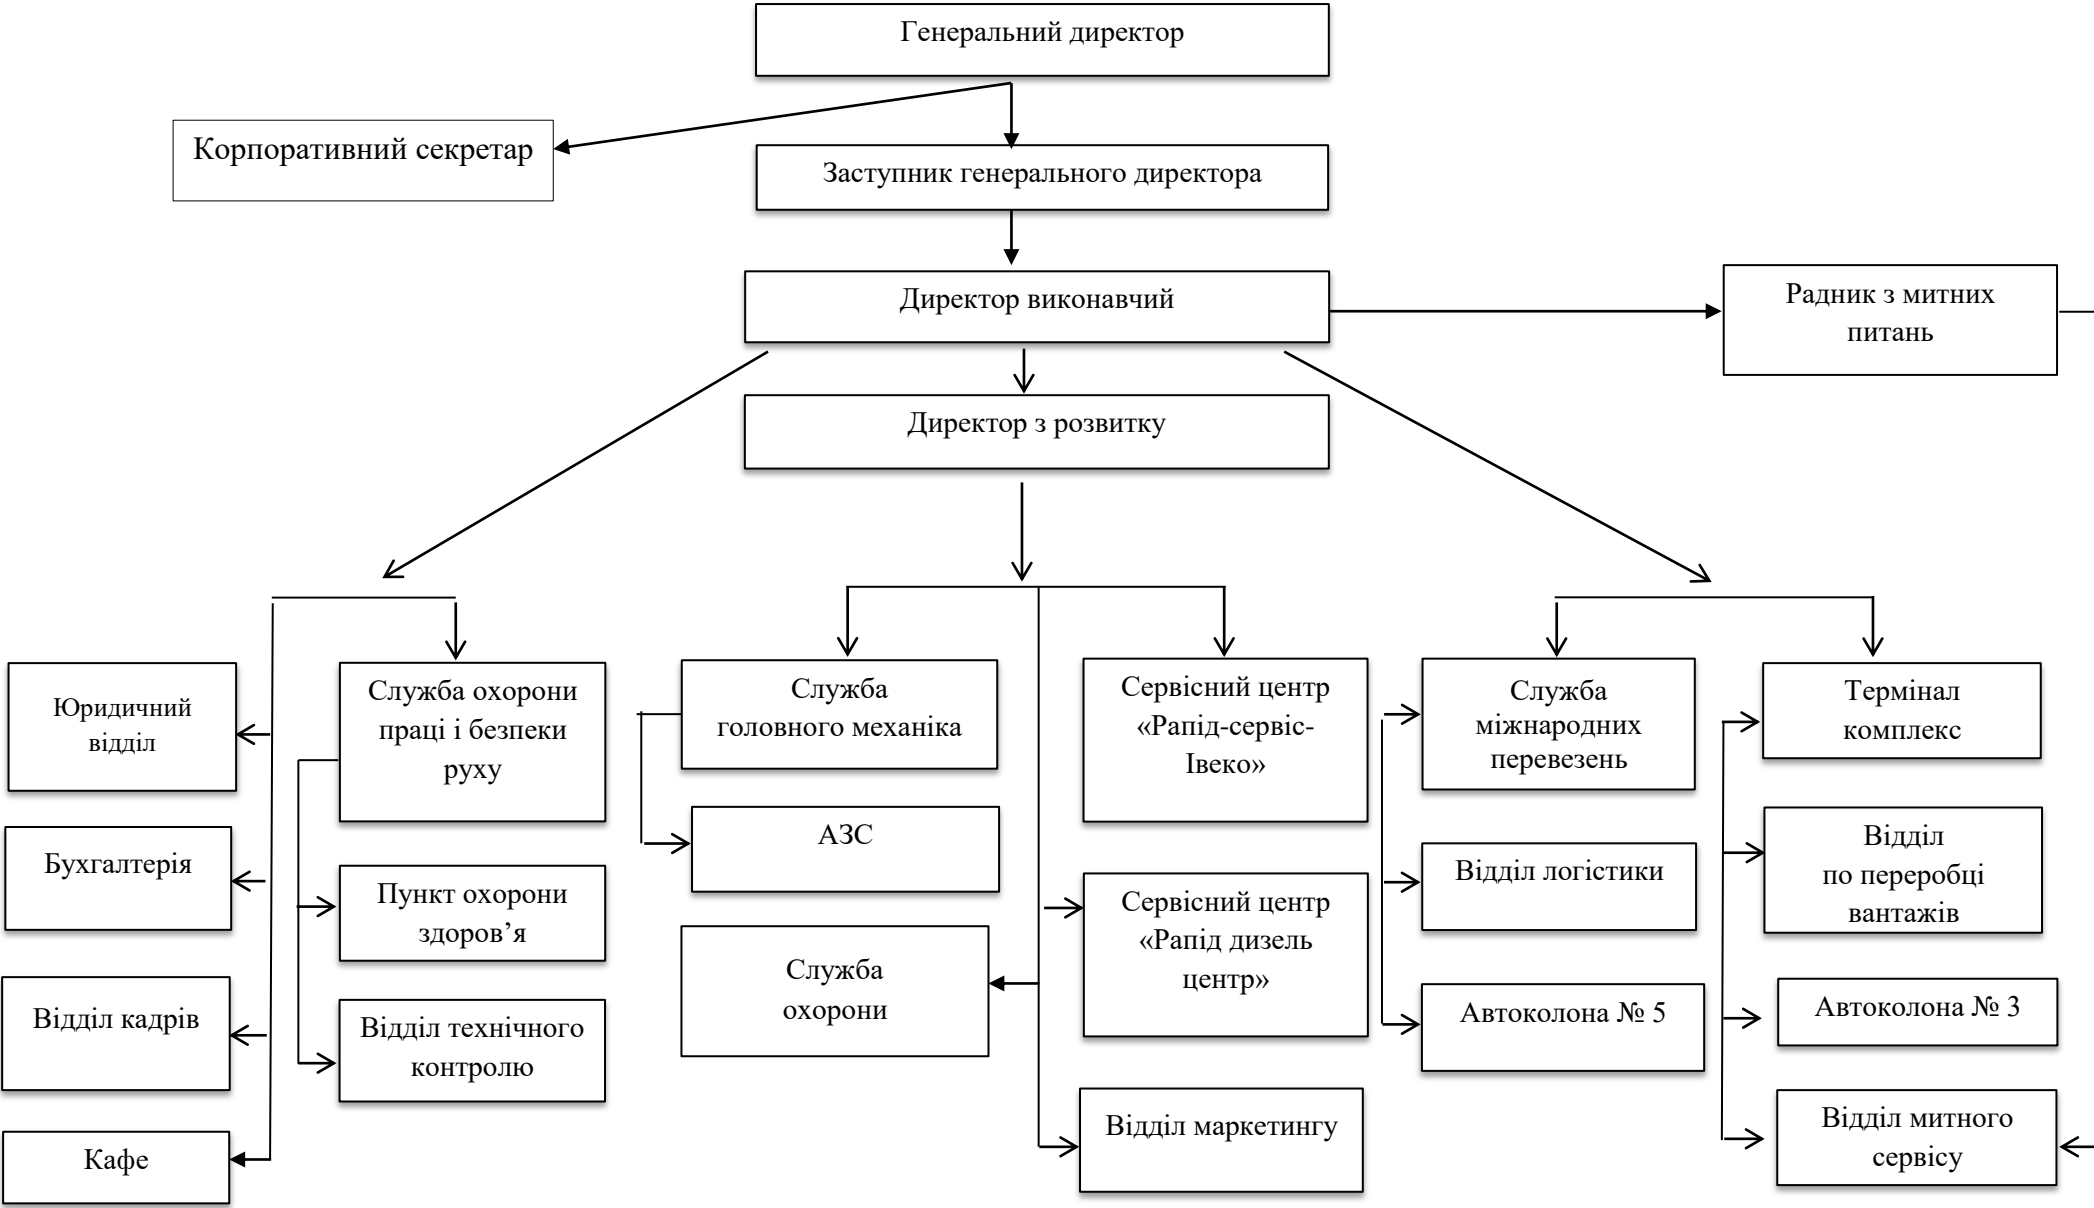 Генеральний директор
Корпоративний секретар
Заступник генерального директора
Директор виконавчий
Радник з митних
питань
Директор з розвитку
Юридичний
відділ
Служба охорони
праці і безпеки
руху
Служба
головного механіка
Сервісний центр
«Рапід-сервіс-
Івеко»
Служба
міжнародних
перевезень
Термінал
комплекс
Бухгалтерія
Пункт охорони
здоров’я
АЗС
Сервісний центр
«Рапід дизель
центр»
Відділ логістики
Відділ
по переробці
вантажів
Відділ кадрів
Відділ технічного
контролю
Служба
охорони
Автоколона № 5
Автоколона № 3
Кафе
Відділ маркетингу
Відділ митного
сервісу